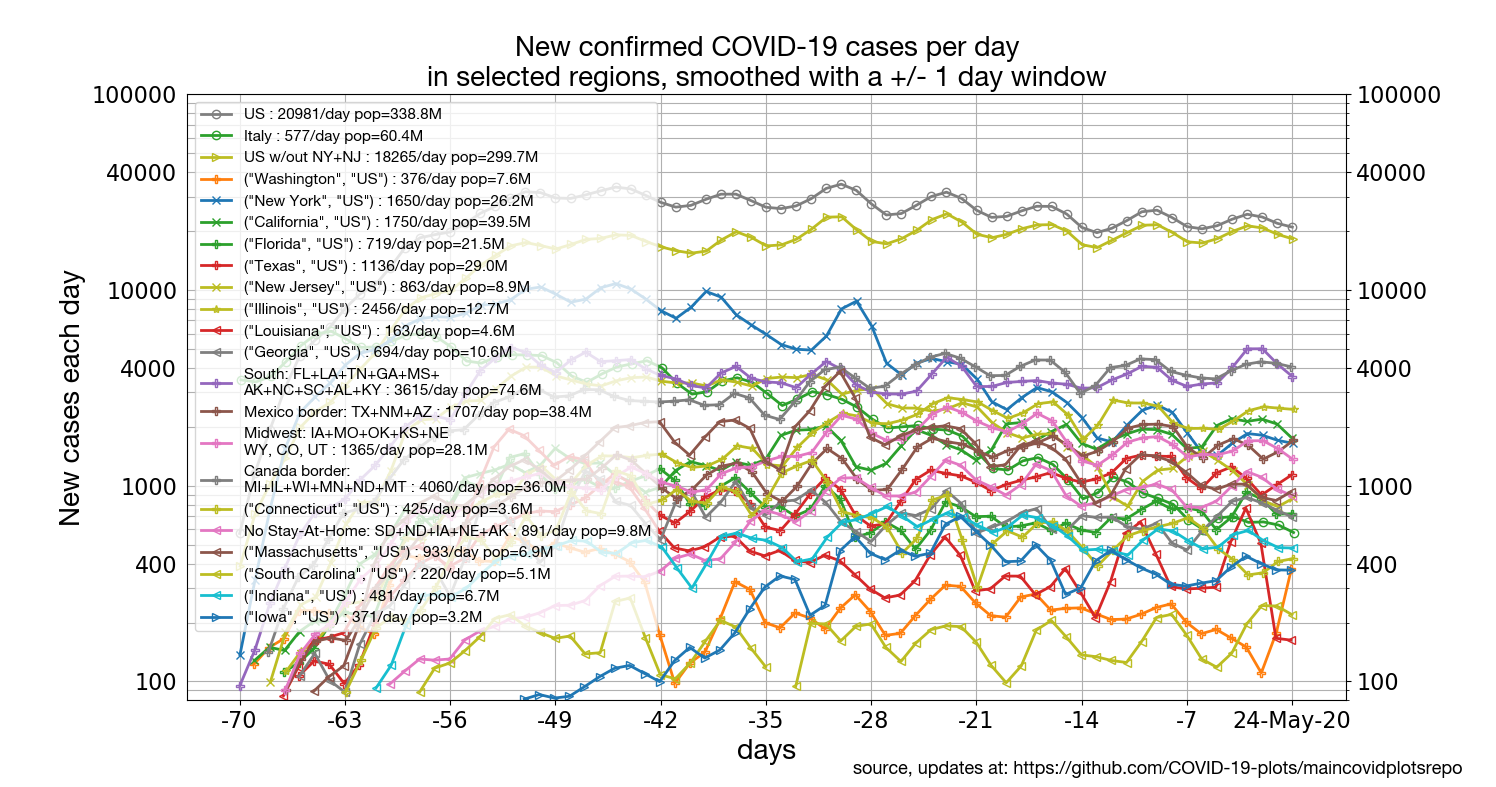 New confirmed COVID-19 cases per day
in selected regions, smoothed with a +/- 1 day window
100000
40000
10000
4000
1000
400
100
New cases each day
US : 20981/day pop=338.8M
Italy : 577/day pop=60.4M
US w/out NY+NJ : 18265/day pop=299.7M
("Washington", "US") : 376/day pop=7.6M
("New York", "US") : 1650/day pop=26.2M
("California", "US") : 1750/day pop=39.5M
("Florida", "US") : 719/day pop=21.5M
("Texas", "US") : 1136/day pop=29.0M
("New Jersey", "US") : 863/day pop=8.9M
("Illinois", "US") : 2456/day pop=12.7M
("Louisiana", "US") : 163/day pop=4.6M
("Georgia", "US") : 694/day pop=10.6M
South: FL+LA+TN+GA+MS+
AK+NC+SC+AL+KY : 3615/day pop=74.6M
Mexico border: TX+NM+AZ : 1707/day pop=38.4M
Midwest: IA+MO+OK+KS+NE
WY, CO, UT : 1365/day pop=28.1M
Canada border:
MI+IL+WI+MN+ND+MT : 4060/day pop=36.0M
("Connecticut", "US") : 425/day pop=3.6M
No Stay-At-Home: SD+ND+IA+NE+AK : 891/day pop=9.8M
("Massachusetts", "US") : 933/day pop=6.9M
("South Carolina", "US") : 220/day pop=5.1M
("Indiana", "US") : 481/day pop=6.7M
("Iowa", "US") : 371/day pop=3.2M
100000
40000
10000
4000
1000
400
100
-70 -63 -56 -49 -42 -35 -28 -21 -14 -7 24-May-20
days
source, updates at: https://github.com/COVID-19-plots/maincovidplotsrepo